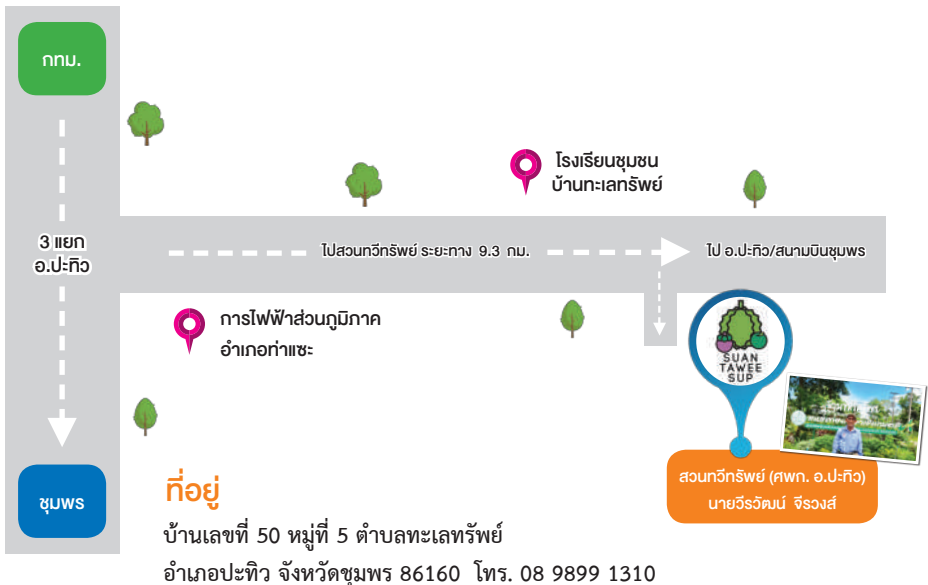 กทม.
โรงเรียนชุมชน
บ้านทะเลทรัพย์
3 แยก
อ.ปะทิว
ไปสวนทวีทรัพย์ ระยะทาง 9.3 กม.
ไป อ.ปะทิว/สนามบินชุมพร
การไฟฟ้าส่วนภูมิภาค
อำเภอท่าแซะ
SUAN
TAWEE
SUP
สวนทวีทรัพย์ (ศพก. อ.ปะทิว)
นายวีรวัฒน์ จีรวงส์
ชุมพร
ที่อยู่
บ้านเลขที่ 50 หมู่ที่ 5 ตำบลทะเลทรัพย์
อำเภอปะทิว จังหวัดชุมพร 86160 โทร. 08 9899 1310